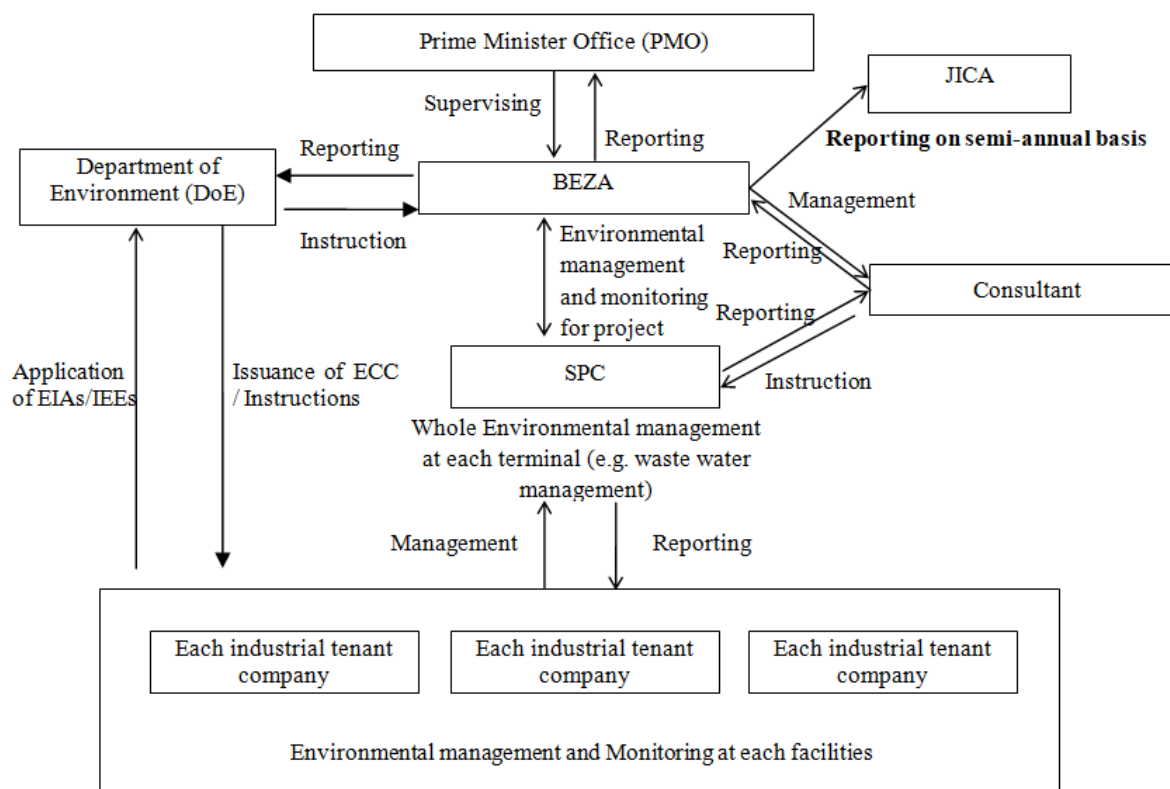 Prime Minister Office (PMO)
JICA
Supervising
Reporting
Reporting on semi-annual basis
Reporting
Department of
Environment (DoE)
BEZA
Management
Instruction
Environmental
management
and monitoring
for project
Reporting
Consultant
Reporting
Application
of EIAs/IEEs
Issuance of ECC
/ Instructions
SPC
Instruction
Whole Environmental management
at each terminal (e.g. waste water
management)
Management
Reporting
Each industrial tenant
company
Each industrial tenant
company
Each industrial tenant
company
Environmental management and Monitoring at each facilities